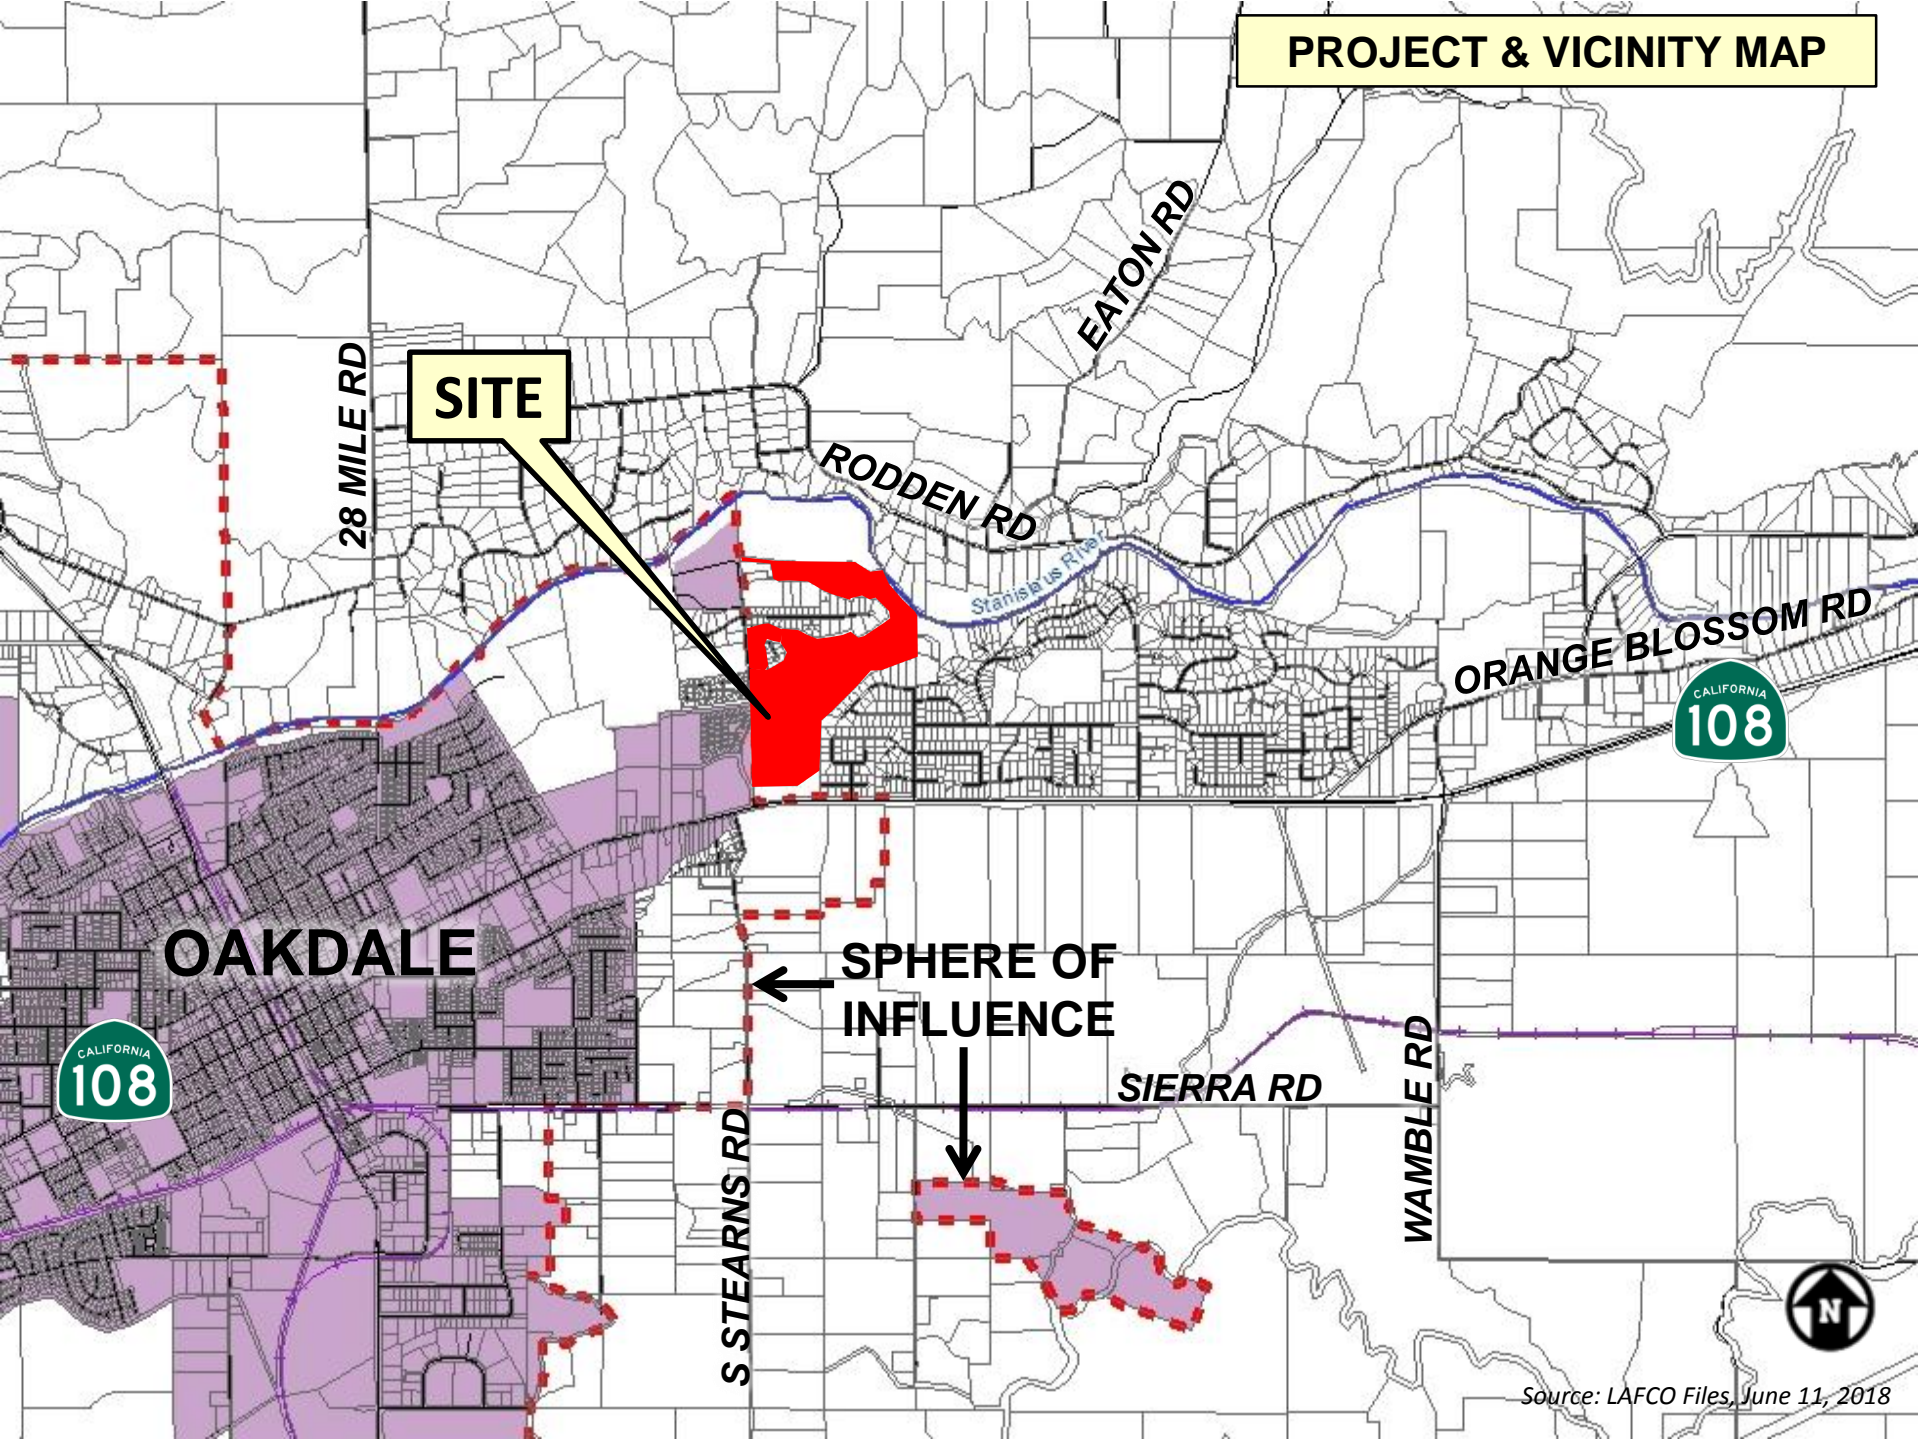 PROJECT & VICINITY MAP
EATON RD
28 MILE RD
SITE
RODDEN RD
Stanislaus River
ORANGE BLOSSOM RD
CALIFORNIA
108
OAKDALE
SPHERE OF
INFLUENCE
CALIFORNIA
108
SIERRA RD
WAMBLE RD
S STEARNS RD
N
Source: LAFCO Files, June 11, 2018